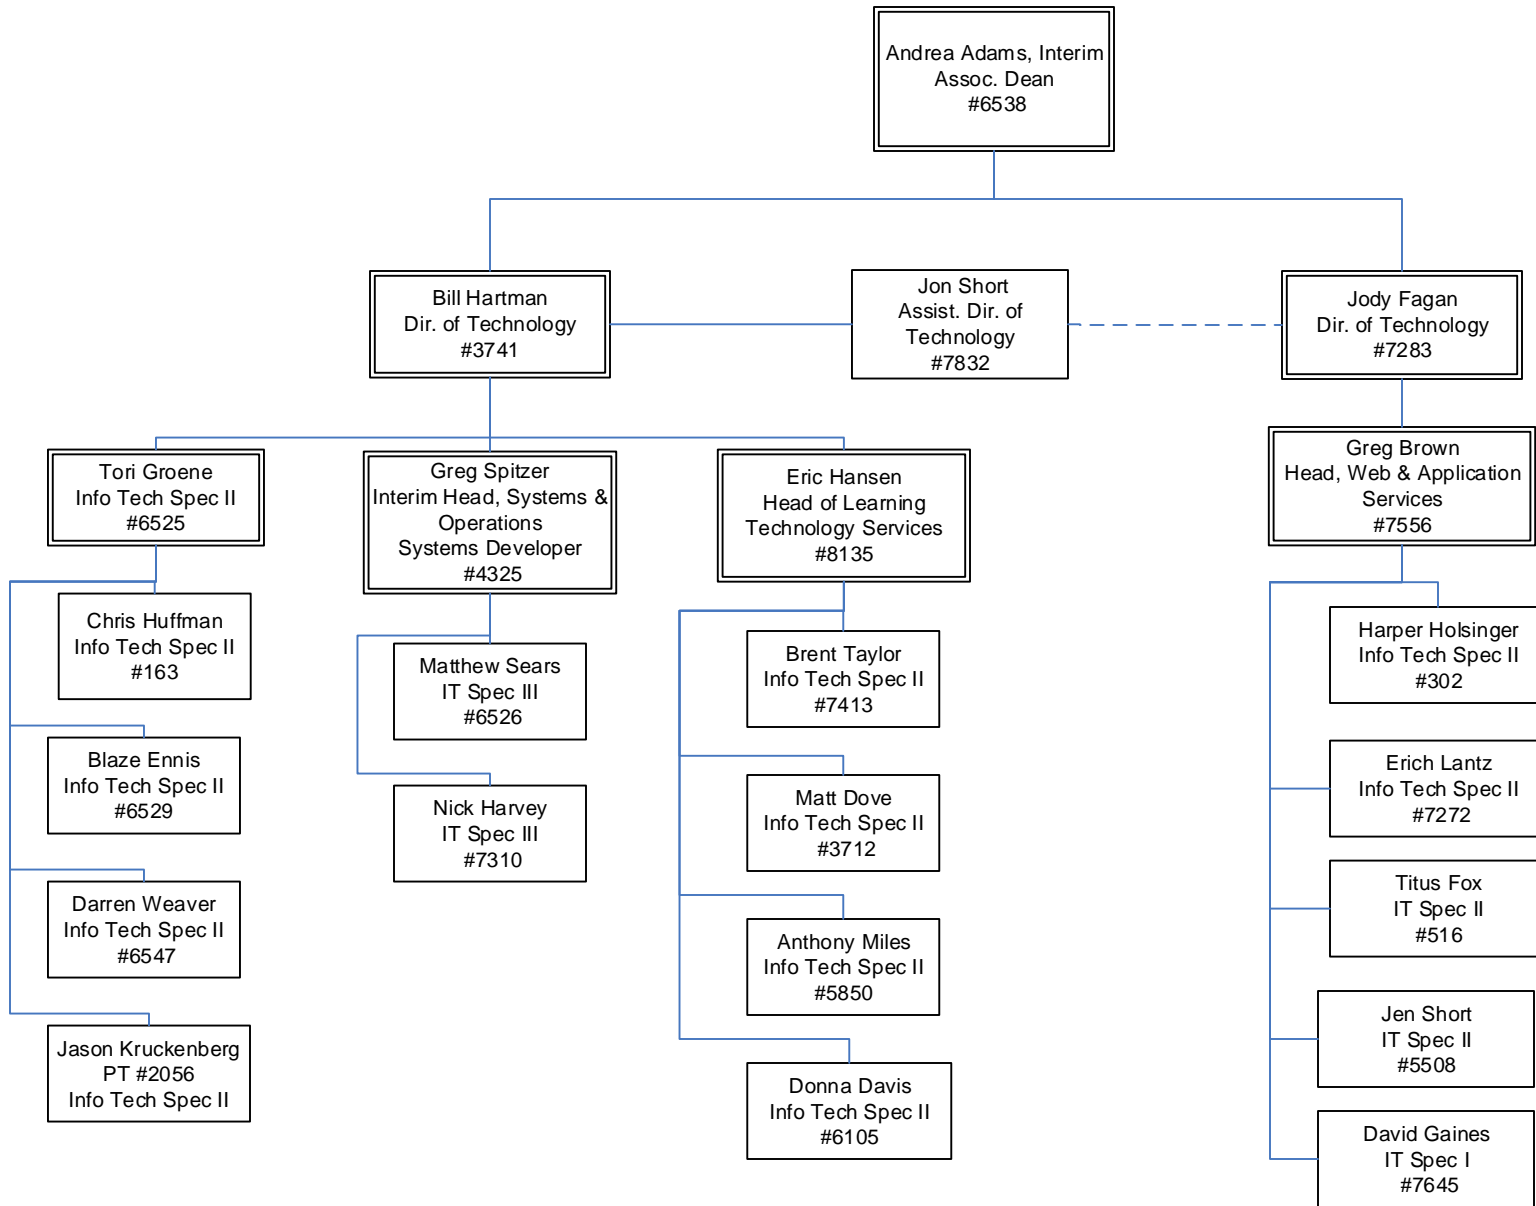 Andrea Adams, Interim
Assoc. Dean
#6538
Bill Hartman
Dir. of Technology
#3741
Jon Short
Assist. Dir. of
Technology
#7832
Jody Fagan
Dir. of Technology
#7283
Tori Groene
Info Tech Spec II
#6525
Greg Spitzer
Interim Head, Systems &
Operations
Systems Developer
#4325
Eric Hansen
Head of Learning
Technology Services
#8135
Greg Brown
Head, Web & Application
Services
#7556
Chris Huffman
Info Tech Spec II
#163
Blaze Ennis
Info Tech Spec II
#6529
Darren Weaver
Info Tech Spec II
#6547
Jason Kruckenberg
PT #2056
Info Tech Spec II
Matthew Sears
IT Spec III
#6526
Nick Harvey
IT Spec III
#7310
Brent Taylor
Info Tech Spec II
#7413
Matt Dove
Info Tech Spec II
#3712
Anthony Miles
Info Tech Spec II
#5850
Donna Davis
Info Tech Spec II
#6105
Harper Holsinger
Info Tech Spec II
#302
Erich Lantz
Info Tech Spec II
#7272
Titus Fox
IT Spec II
#516
Jen Short
IT Spec II
#5508
David Gaines
IT Spec I
#7645